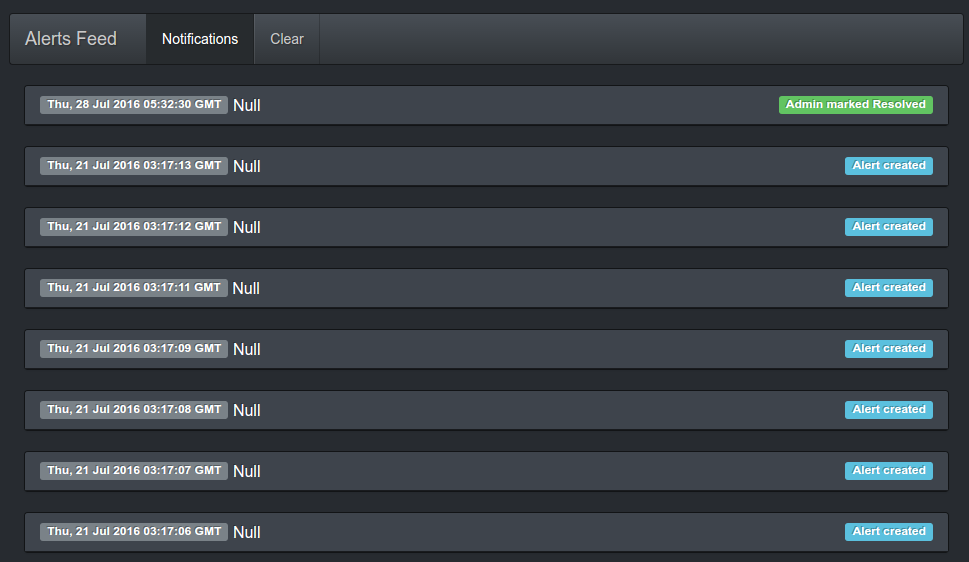 Alerts Feed Notifications Clear
Thu, 28 Jul 2016 05:32:30 GMT Null Admin marked Resolved
Thu, 21 Jul 2016 03:17:13 GMT Null Alert created
Thu, 21 Jul 2016 03:17:12 GMT Null Alert created
Thu, 21 Jul 2016 03:17:11 GMT Null Alert created
Thu, 21 Jul 2016 03:17:09 GMT Null Alert created
Thu, 21 Jul 2016 03:17:08 GMT Null Alert created
Thu, 21 Jul 2016 03:17:07 GMT Null Alert created
Thu, 21 Jul 2016 03:17:06 GMT Null Alert created